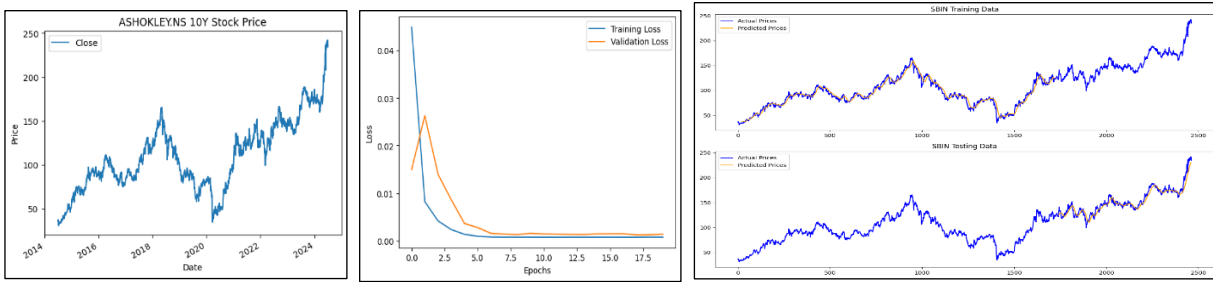 ASHOKLEY.NS 10Y Stock Price
Close
250
200
150
100
50
Price
2014
2016
2018
2020
2022
2024
Date
Training Loss
Validation Loss
0.04
0.03
0.02
0.01
0.00
Loss
0.0 2.5 5.0 7.5 10.0 12.5 15.0 17.5
Epochs
SBIN Training Data
Actual Prices
Predicted Prices
250
200
150
100
50
0 500 1000 1500 2000 2500
SBIN Testing Data
Actual Prices
Predicted Prices
250
200
150
100
50
0 500 1000 1500 2000 2500